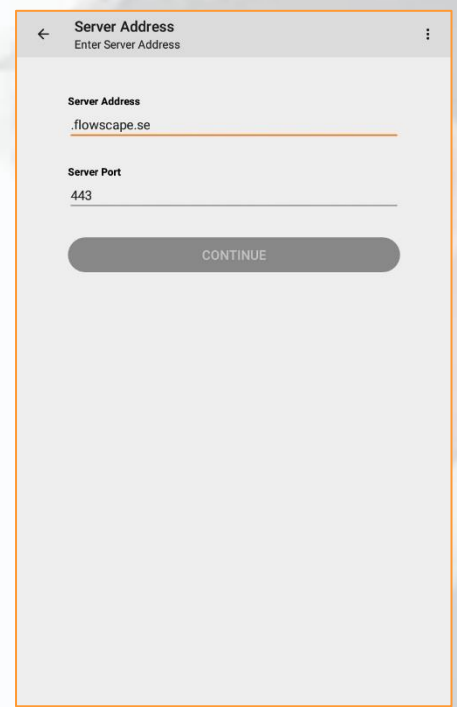 Server Address
Enter Server Address
Server Address
.flowscape.se
Server Port
443
CONTINUE